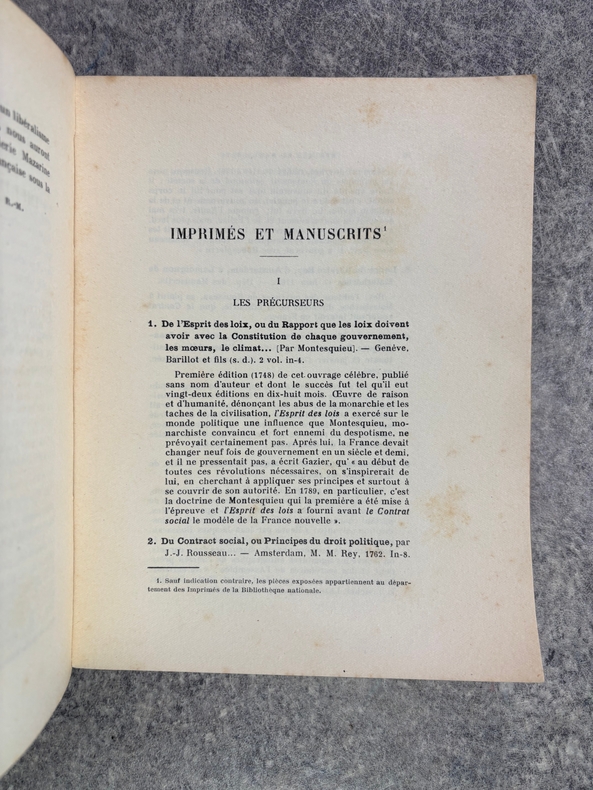 un libéralisme
nous auront
erie Mazarine
nçaise sous la
D.-M.
IMPRIMÉS ET MANUSCRITS¹
I
LES PRÉCURSEURS
1. De l'Esprit des loix, ou du Rapport que les loix doivent
avoir avec la Constitution de chaque gouvernement,
les mœurs, le climat... [Par Montesquieu]. — Genève,
Barillot et fils (s. d.). 2 vol. in-4.
Première édition (1748) de cet ouvrage célèbre, publié
sans nom d'auteur et dont le succès fut tel qu'il eut
vingt-deux éditions en dix-huit mois. Œuvre de raison
et d'humanité, dénonçant les abus de la monarchie et les
taches de la civilisation, l'Esprit des lois a exercé sur le
monde politique une influence que Montesquieu, mo-
narchiste convaincu et fort ennemi du despotisme, ne
prévoyait certainement pas. Après lui, la France devait
changer neuf fois de gouvernement en un siècle et demi,
et il ne pressentait pas, a écrit Gazier, qu' « au début de
toutes ces révolutions nécessaires, on s'inspirerait de
lui, en cherchant à appliquer ses principes et surtout à
se couvrir de son autorité. En 1789, en particulier, c'est
la doctrine de Montesquieu qui la première a été mise à
l'épreuve et l'Esprit des lois a fourni avant le Contrat
social le modèle de la France nouvelle ».
2. Du Contract social, ou Principes du droit politique, par
J.-J. Rousseau... — Amsterdam, M. M. Rey, 1762. In-8.
1. Sauf indication contraire, les pièces exposées appartiennent au dépar-
tement des Imprimés de la Bibliothèque nationale.